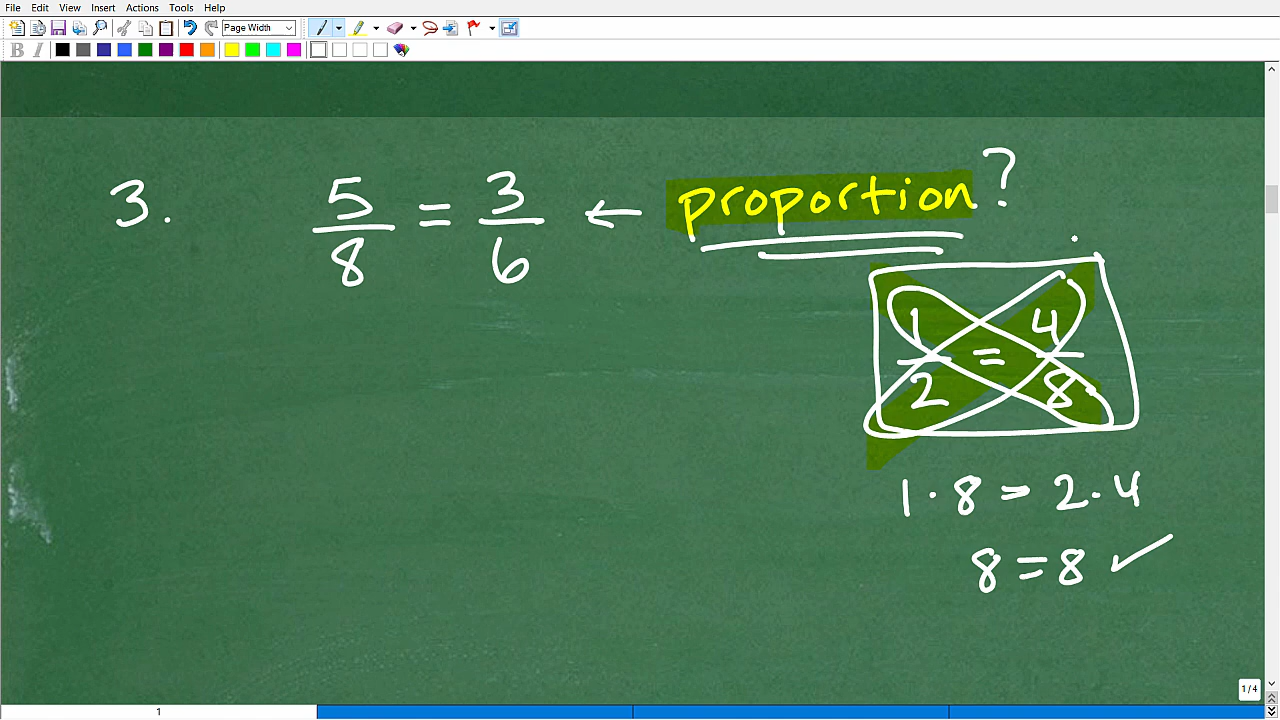 File Edit View Insert Actions Tools Help
Page Width
B I
3. 5/8 = 3/6 ← proportion?
1/2 = 4/8
1·8 = 2·4
8=8 ✓
1/4
1